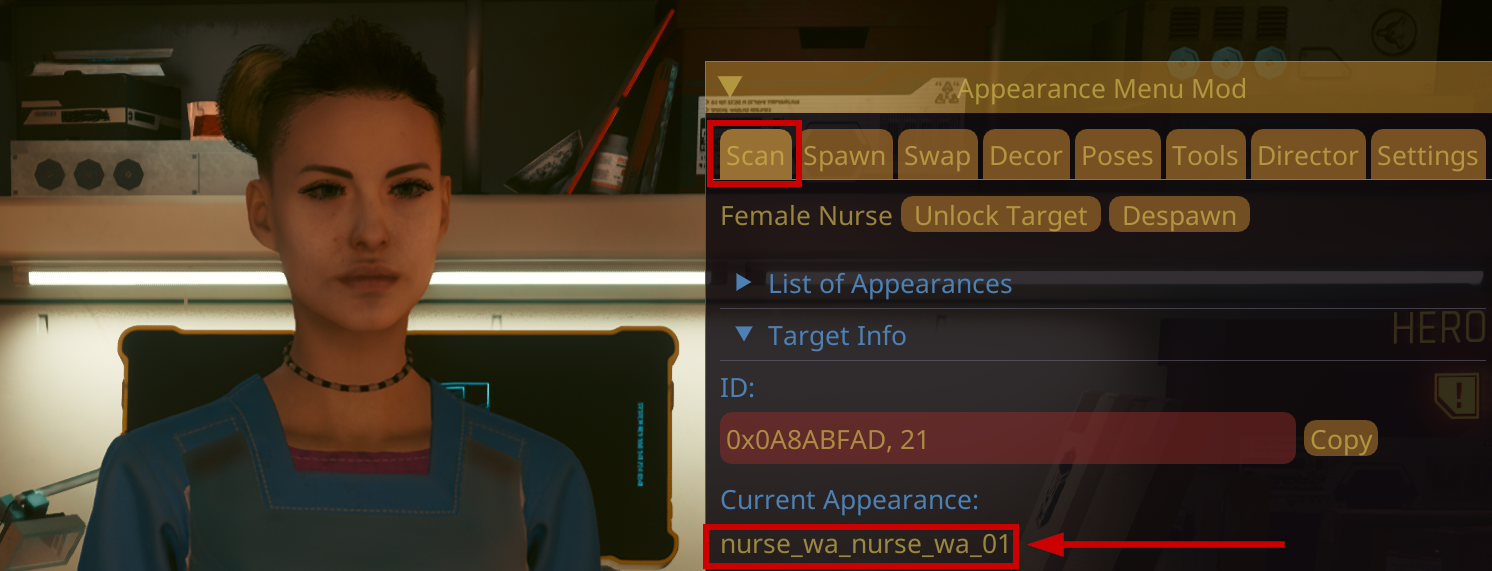 Appearance Menu Mod
Scan Spawn Swap Decor Poses Tools Director Settings
Female Nurse Unlock Target Despawn
List of Appearances
HERO
Target Info
ID:
!
0x0A8ABFAD, 21 Copy
Current Appearance:
nurse_wa_nurse_wa_01